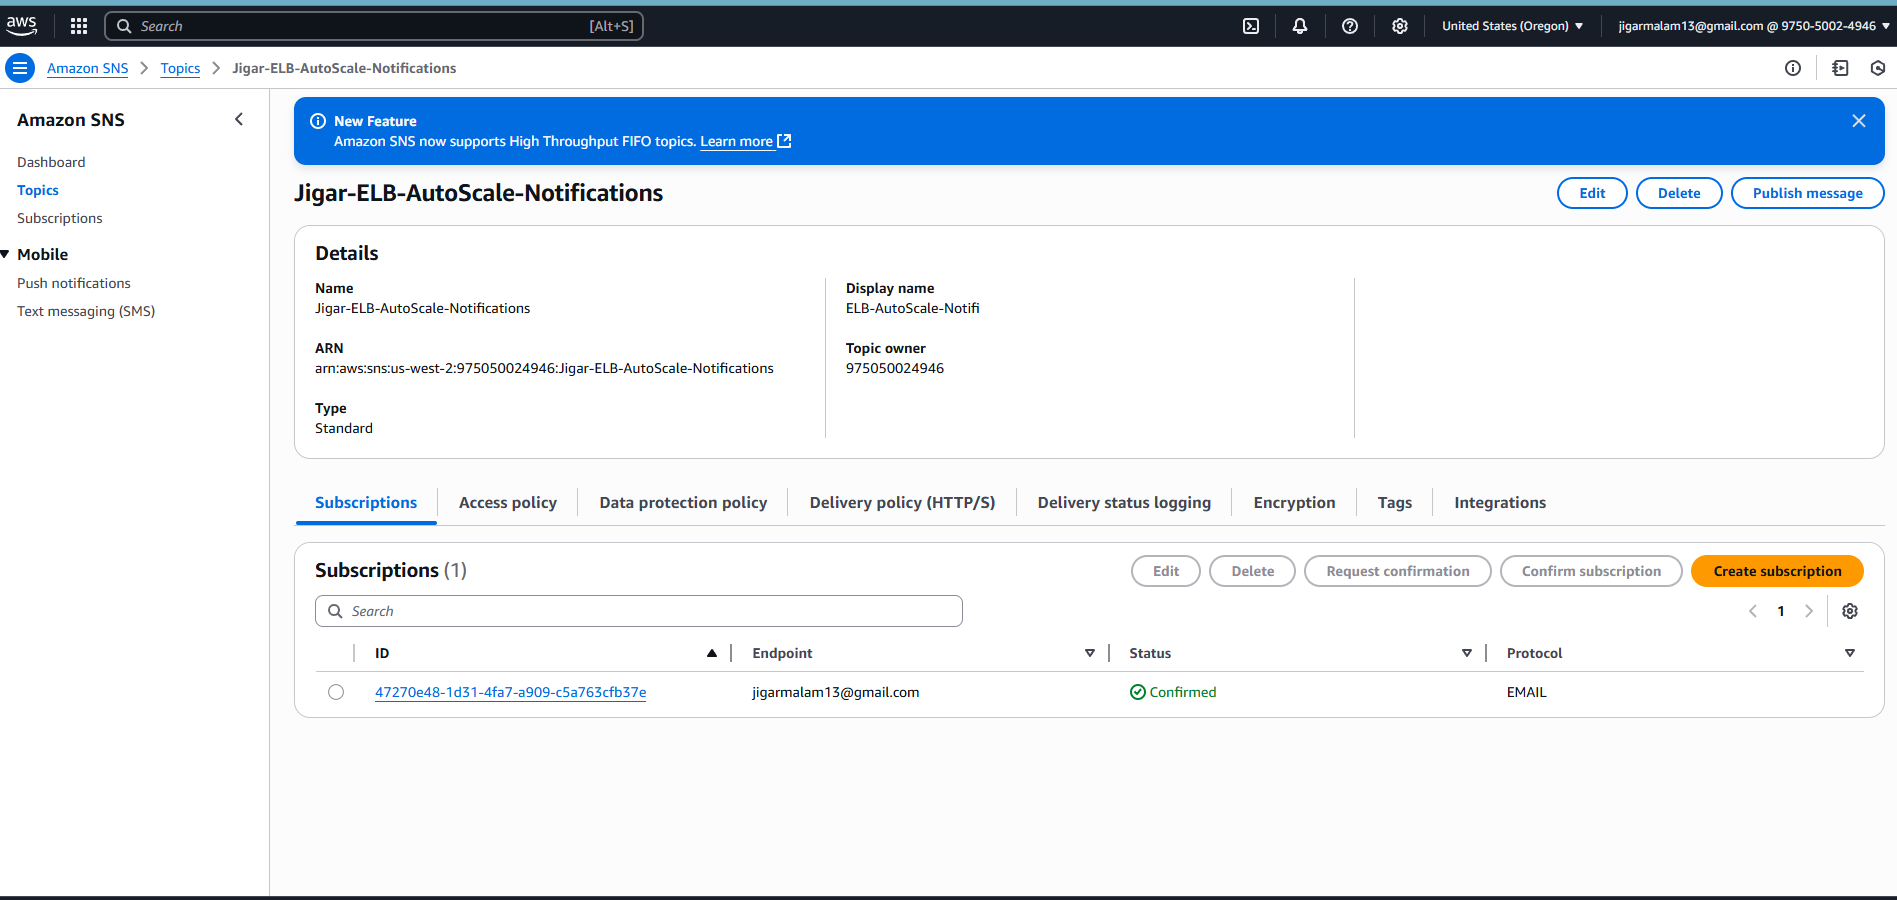 aws
Search [Alt+S]
United States (Oregon)
jigarmalam13@gmail.com @ 9750-5002-4946
Amazon SNS
Topics
Jigar-ELB-AutoScale-Notifications
Amazon SNS
Dashboard
Topics
Subscriptions
Mobile
Push notifications
Text messaging (SMS)
New Feature
Amazon SNS now supports High Throughput FIFO topics. Learn more
Jigar-ELB-AutoScale-Notifications
Edit
Delete
Publish message
Details
Name
Jigar-ELB-AutoScale-Notifications
ARN
arn:aws:sns:us-west-2:975050024946:Jigar-ELB-AutoScale-Notifications
Type
Standard
Display name
ELB-AutoScale-Notifi
Topic owner
975050024946
Subscriptions
Access policy
Data protection policy
Delivery policy (HTTP/S)
Delivery status logging
Encryption
Tags
Integrations
Subscriptions (1)
Edit
Delete
Request confirmation
Confirm subscription
Create subscription
Search
1
ID
Endpoint
Status
Protocol
47270e48-1d31-4fa7-a909-c5a763cfb37e
jigarmalam13@gmail.com
Confirmed
EMAIL